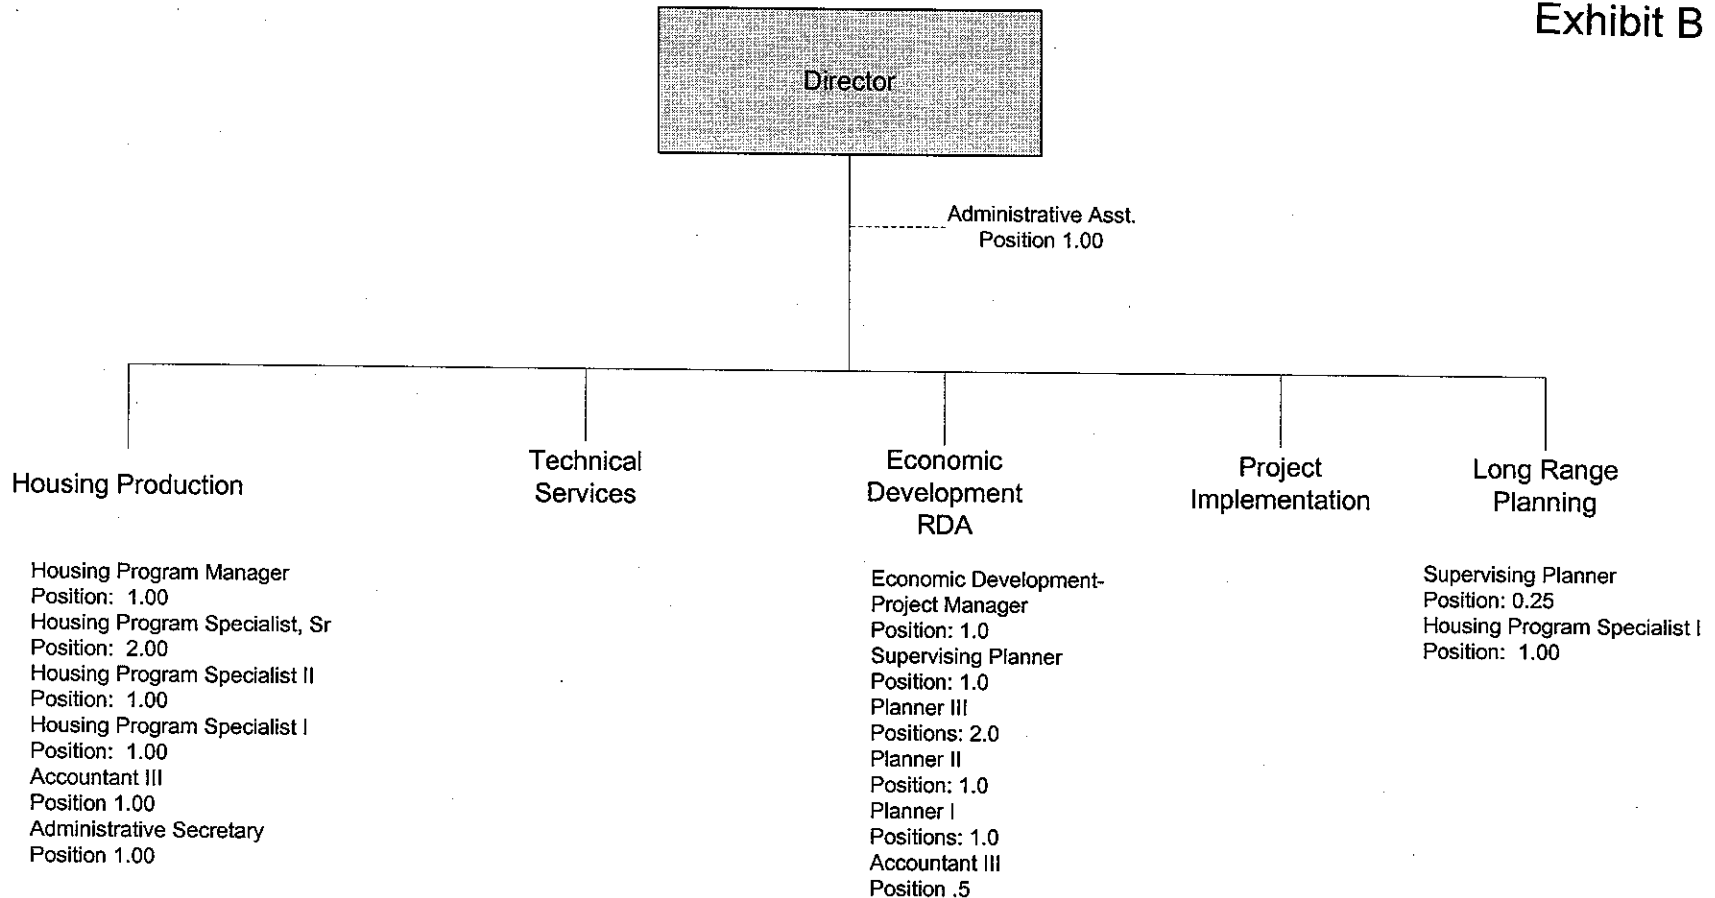 Exhibit B
Director
Administrative Asst.
Position 1.00
Housing Production
Housing Program Manager
Position:  1.00
Housing Program Specialist, Sr
Position:  2.00
Housing Program Specialist II
Position:  1.00
Housing Program Specialist I
Position:  1.00
Accountant III
Position 1.00
Administrative Secretary
Position 1.00
Technical
Services
Economic
Development
RDA
Economic Development-
Project Manager
Position: 1.0
Supervising Planner
Position: 1.0
Planner III
Positions: 2.0
Planner II
Position: 1.0
Planner I
Positions: 1.0
Accountant III
Position .5
Project
Implementation
Long Range
Planning
Supervising Planner
Position: 0.25
Housing Program Specialist I
Position:  1.00